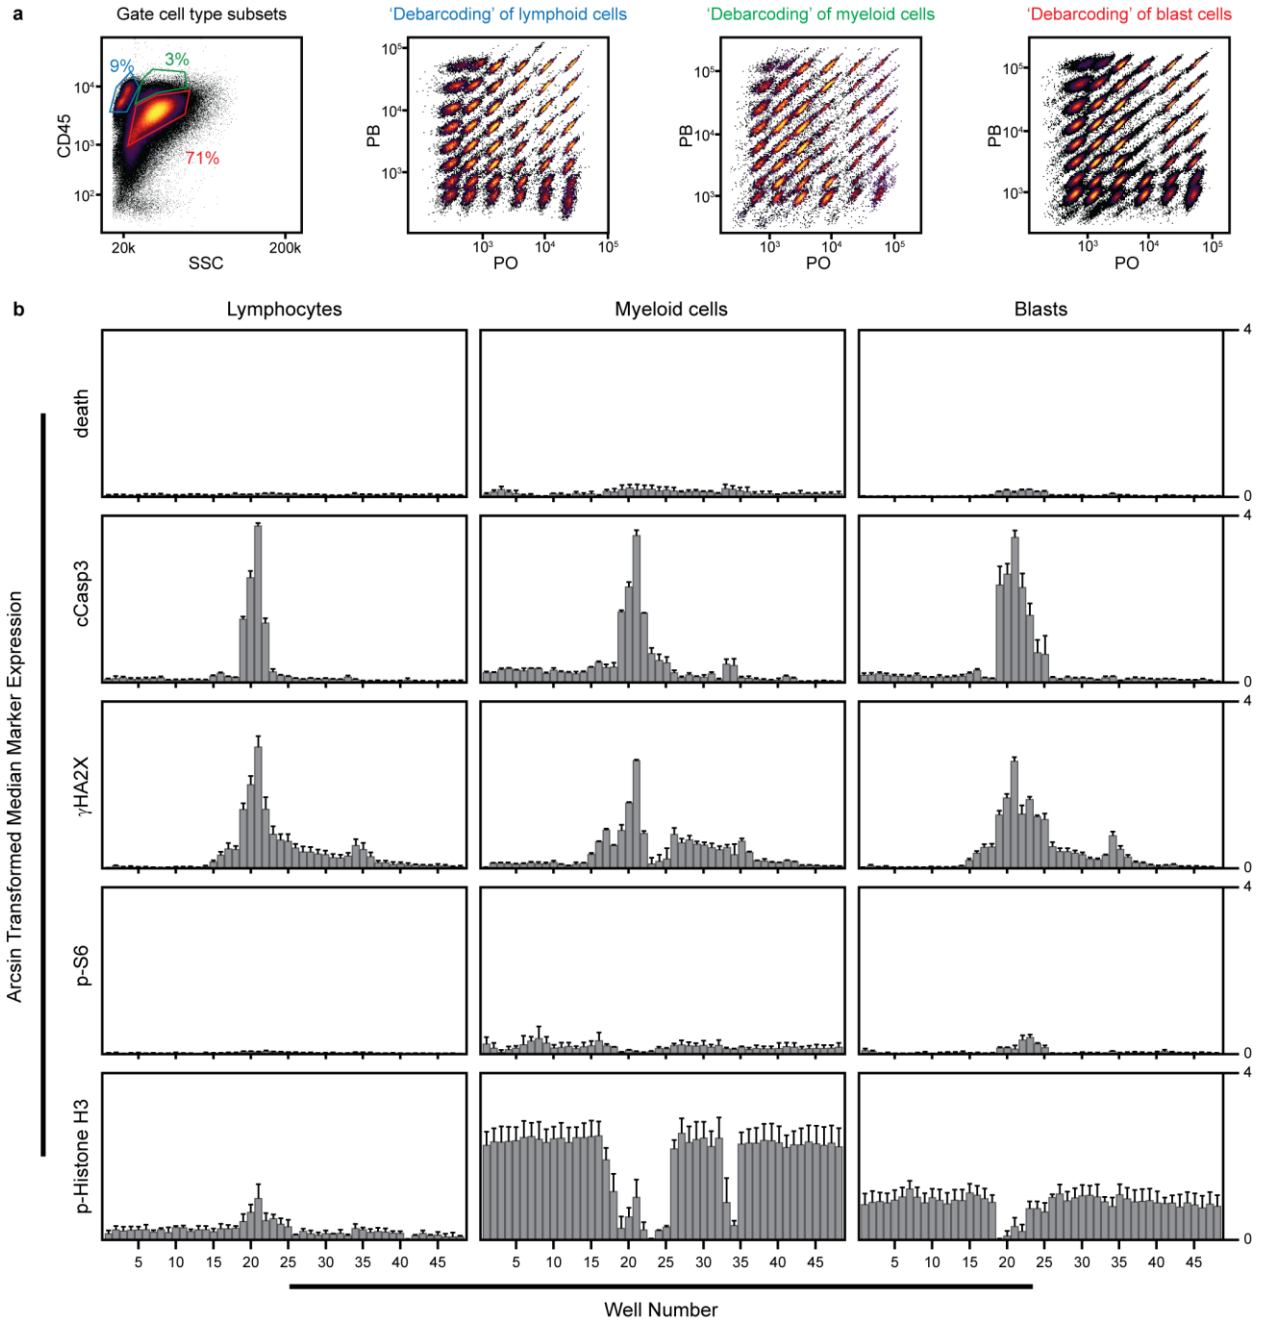 a
Gate cell type subsets
'Debarcoding' of lymphoid cells
'Debarcoding' of myeloid cells
'Debarcoding' of blast cells
9%
3%
71%
CD45
10⁴
10³
10²
20k
200k
SSC
PB
10⁵
10⁴
10³
10³
10⁴
10⁵
PO
PB
10⁵
10⁴
10³
10³
10⁴
10⁵
PO
PB
10⁵
10⁴
10³
10³
10⁴
10⁵
PO
b
Lymphocytes
Myeloid cells
Blasts
Arcsin Transformed Median Marker Expression
death
4
0
cCasp3
4
0
γHA2X
4
0
p-S6
4
0
p-Histone H3
4
0
5 10 15 20 25 30 35 40 45
5 10 15 20 25 30 35 40 45
5 10 15 20 25 30 35 40 45
Well Number